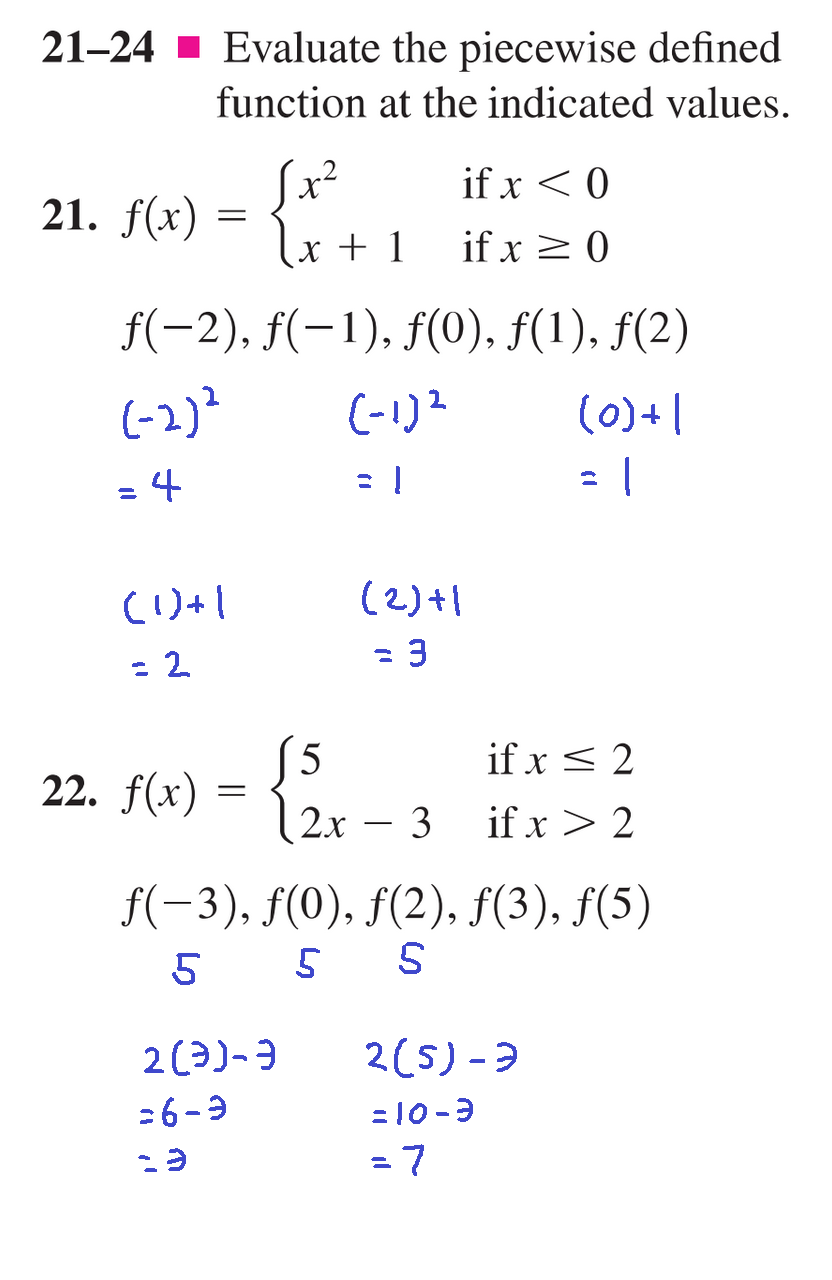 21–24 ■ Evaluate the piecewise defined
function at the indicated values.
21. f(x) = { x² if x < 0
x + 1 if x ≥ 0
f(−2), f(−1), f(0), f(1), f(2)
(-2)² (-1)² (0)+1
= 4 = 1 = 1
(1)+1 (2)+1
= 2 = 3
22. f(x) = { 5 if x ≤ 2
2x − 3 if x > 2
f(−3), f(0), f(2), f(3), f(5)
5 5 5
2(3)-3 2(5)-3
=6-3 =10-3
=3 =7